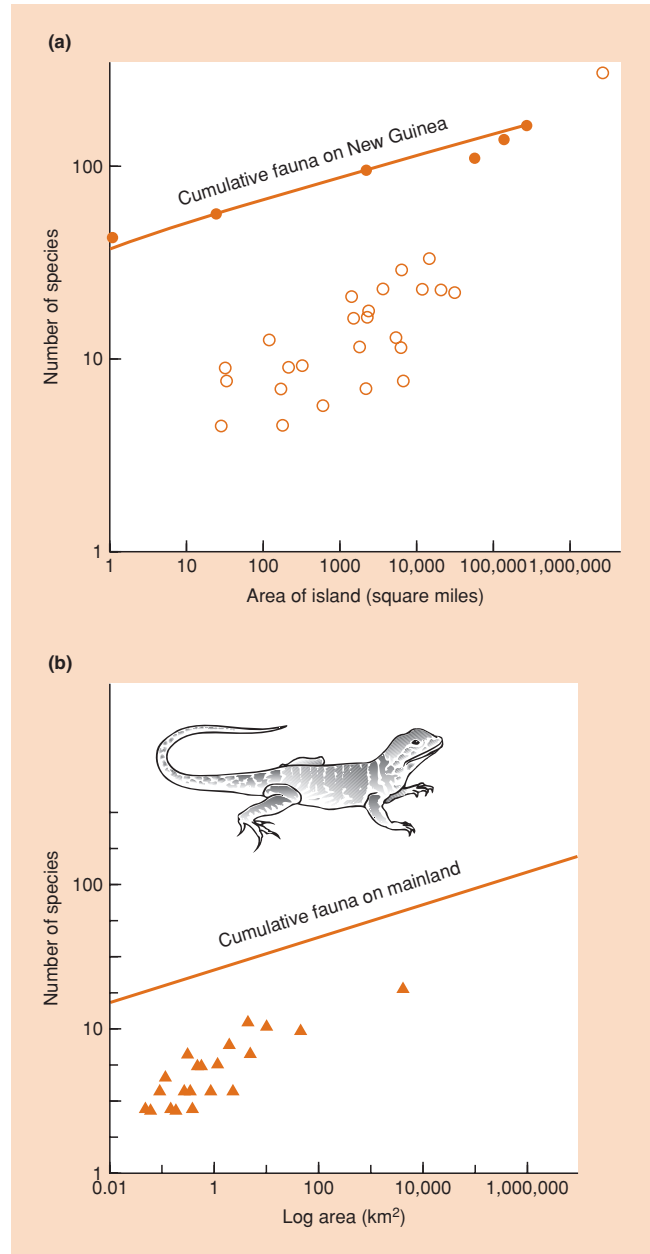 (a)
Number of species
100
10
1
Cumulative fauna on New Guinea
1 10 100 1000 10,000 100,000 1,000,000
Area of island (square miles)
(b)
Number of species
100
10
1
Cumulative fauna on mainland
0.01 1 100 10,000 1,000,000
Log area (km²)